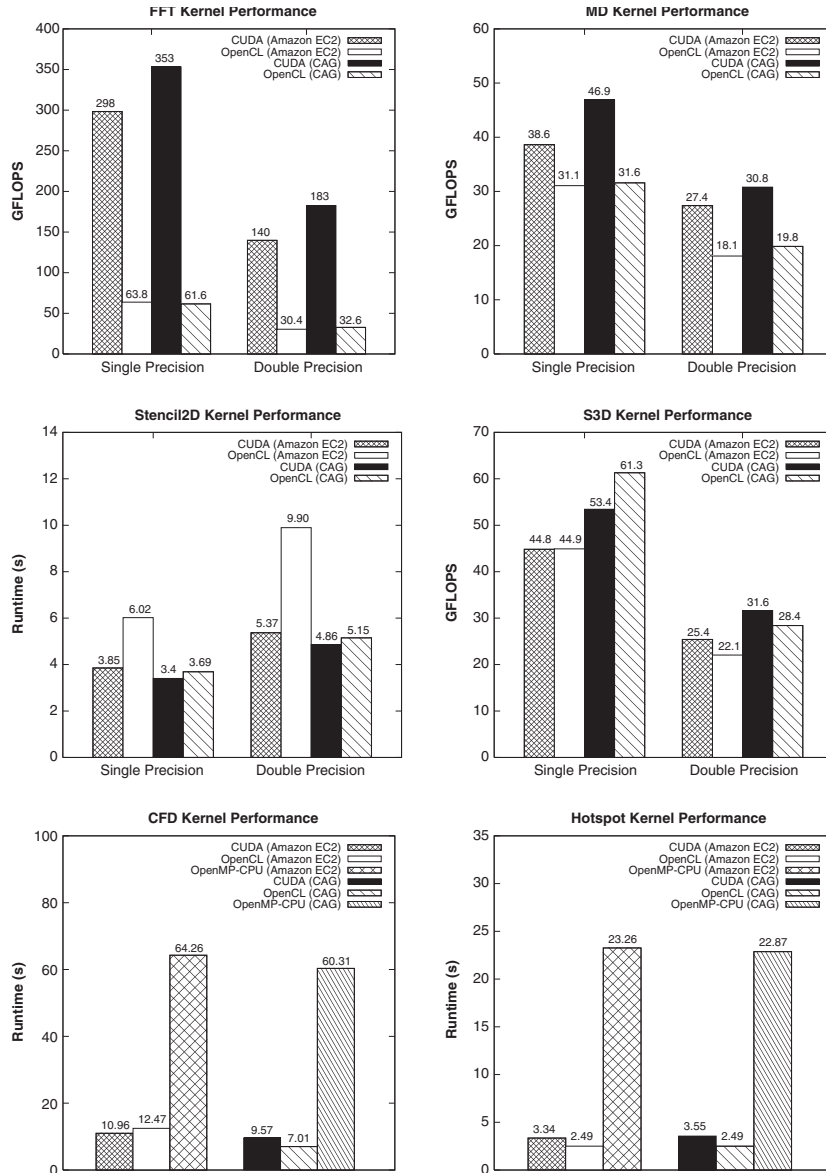 FFT Kernel Performance
400
350
300
250
200
150
100
50
0
GFLOPS
CUDA (Amazon EC2)
OpenCL (Amazon EC2)
CUDA (CAG)
OpenCL (CAG)
298
63.8
353
61.6
140
30.4
183
32.6
Single Precision
Double Precision
MD Kernel Performance
60
50
40
30
20
10
0
GFLOPS
CUDA (Amazon EC2)
OpenCL (Amazon EC2)
CUDA (CAG)
OpenCL (CAG)
38.6
31.1
46.9
31.6
27.4
18.1
30.8
19.8
Single Precision
Double Precision
Stencil2D Kernel Performance
14
12
10
8
6
4
2
0
Runtime (s)
CUDA (Amazon EC2)
OpenCL (Amazon EC2)
CUDA (CAG)
OpenCL (CAG)
3.85
6.02
3.4
3.69
5.37
9.90
4.86
5.15
Single Precision
Double Precision
S3D Kernel Performance
70
60
50
40
30
20
10
0
GFLOPS
CUDA (Amazon EC2)
OpenCL (Amazon EC2)
CUDA (CAG)
OpenCL (CAG)
44.8
44.9
53.4
61.3
25.4
22.1
31.6
28.4
Single Precision
Double Precision
CFD Kernel Performance
100
80
60
40
20
0
Runtime (s)
CUDA (Amazon EC2)
OpenCL (Amazon EC2)
OpenMP-CPU (Amazon EC2)
CUDA (CAG)
OpenCL (CAG)
OpenMP-CPU (CAG)
10.96
12.47
64.26
9.57
7.01
60.31
Hotspot Kernel Performance
35
30
25
20
15
10
5
0
Runtime (s)
CUDA (Amazon EC2)
OpenCL (Amazon EC2)
OpenMP-CPU (Amazon EC2)
CUDA (CAG)
OpenCL (CAG)
OpenMP-CPU (CAG)
3.34
2.49
23.26
3.55
2.49
22.87